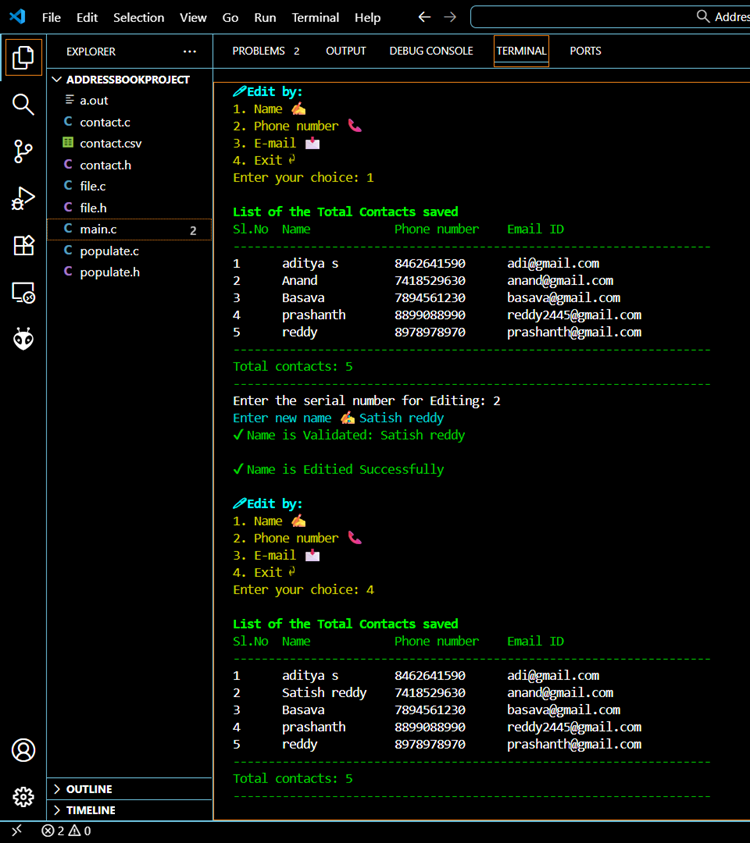 File Edit Selection View Go Run Terminal Help
Addres
EXPLORER
ADDRESSBOOKPROJECT
a.out
C contact.c
contact.csv
C contact.h
C file.c
C file.h
C main.c 2
C populate.c
C populate.h
OUTLINE
TIMELINE
PROBLEMS 2 OUTPUT DEBUG CONSOLE TERMINAL PORTS
Edit by:
1. Name ✍
2. Phone number 📞
3. E-mail 📩
4. Exit ↲
Enter your choice: 1
List of the Total Contacts saved
Sl.No Name Phone number Email ID
--------------------------------------------------------------------
1 aditya s 8462641590 adi@gmail.com
2 Anand 7418529630 anand@gmail.com
3 Basava 7894561230 basava@gmail.com
4 prashanth 8899088990 reddy2445@gmail.com
5 reddy 8978978970 prashanth@gmail.com
--------------------------------------------------------------------
Total contacts: 5
--------------------------------------------------------------------
Enter the serial number for Editing: 2
Enter new name ✍ Satish reddy
✓ Name is Validated: Satish reddy
✓ Name is Editied Successfully
Edit by:
1. Name ✍
2. Phone number 📞
3. E-mail 📩
4. Exit ↲
Enter your choice: 4
List of the Total Contacts saved
Sl.No Name Phone number Email ID
--------------------------------------------------------------------
1 aditya s 8462641590 adi@gmail.com
2 Satish reddy 7418529630 anand@gmail.com
3 Basava 7894561230 basava@gmail.com
4 prashanth 8899088990 reddy2445@gmail.com
5 reddy 8978978970 prashanth@gmail.com
--------------------------------------------------------------------
Total contacts: 5
--------------------------------------------------------------------
2 0